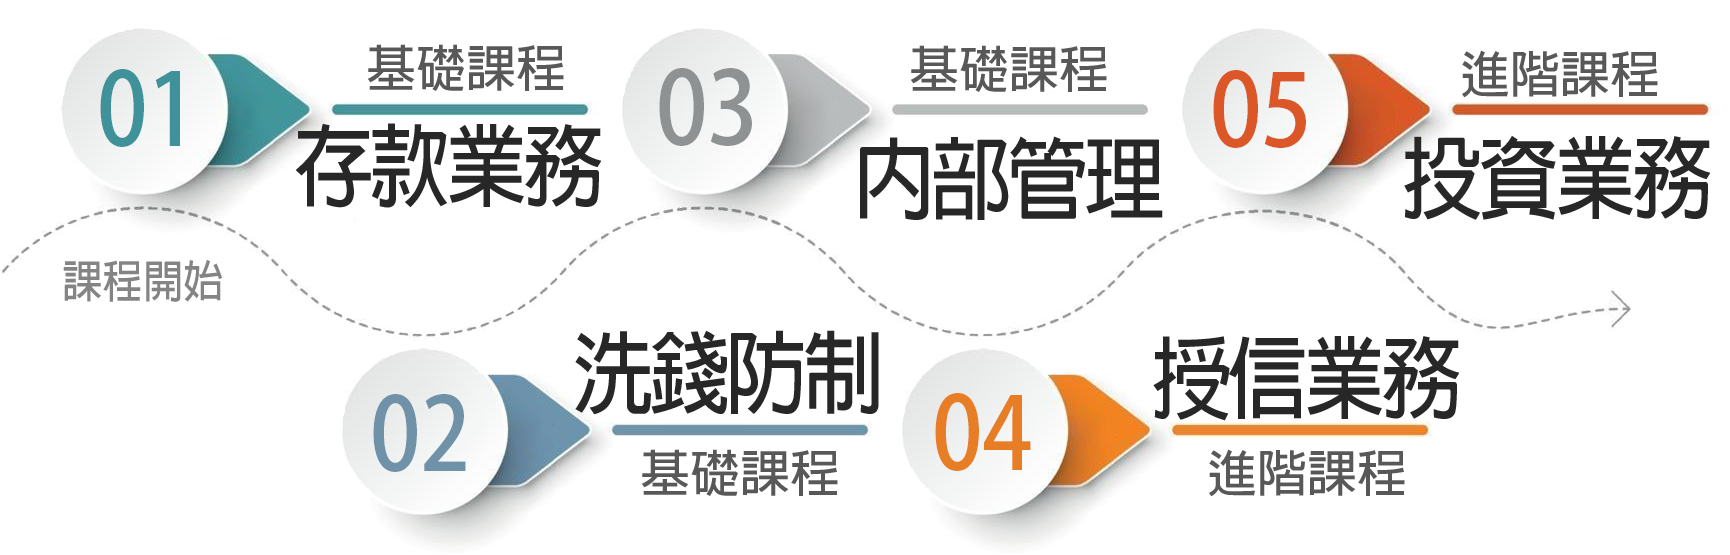 01
基礎課程
存款業務
課程開始
02
洗錢防制
基礎課程
03
基礎課程
內部管理
04
授信業務
進階課程
05
進階課程
投資業務